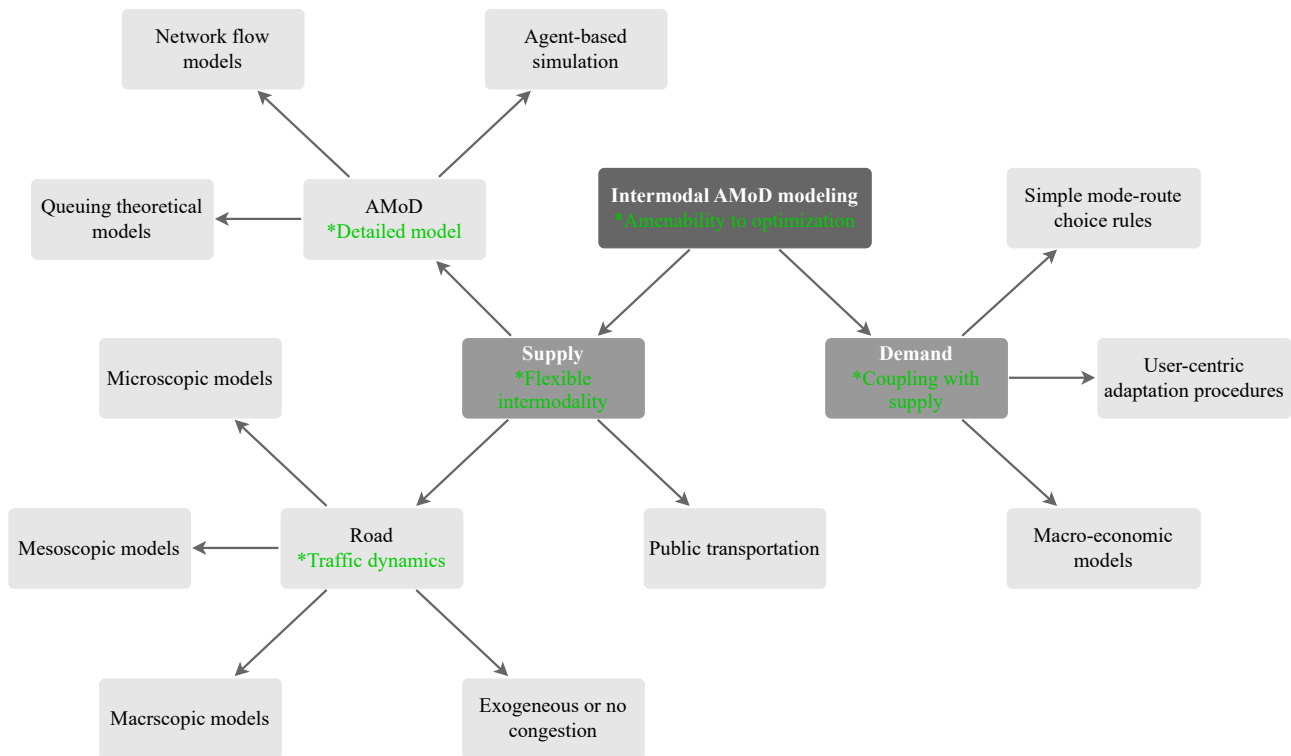 Network flow
models
Agent-based
simulation
Queuing theoretical
models
AMoD
*Detailed model
Intermodal AMoD modeling
*Amenability to optimization
Simple mode-route
choice rules
Microscopic models
Supply
*Flexible
intermodality
Demand
*Coupling with
supply
User-centric
adaptation procedures
Mesoscopic models
Road
*Traffic dynamics
Public transportation
Macro-economic
models
Macrscopic models
Exogeneous or no
congestion